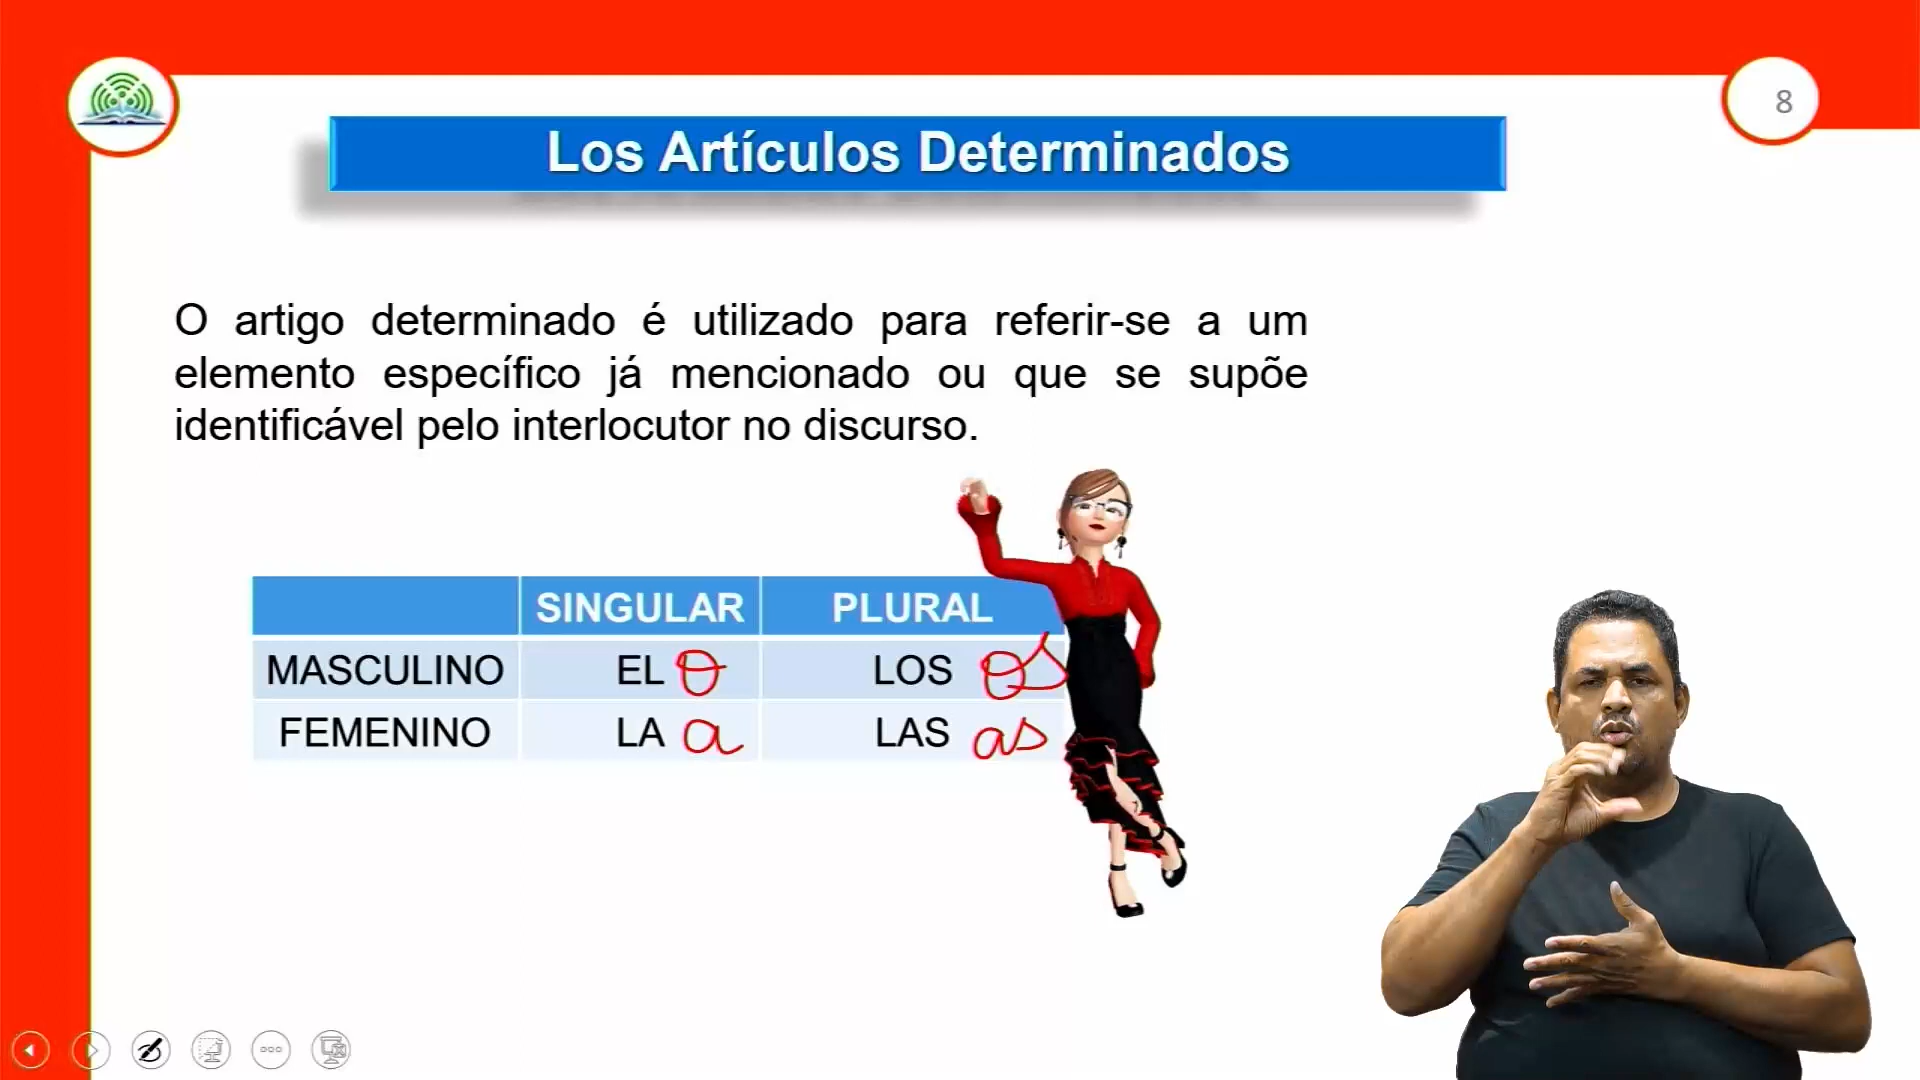 8
Los Artículos Determinados
O artigo determinado é utilizado para referir-se a um
elemento específico já mencionado ou que se supõe
identificável pelo interlocutor no discurso.
SINGULAR PLURAL
MASCULINO EL o LOS os
FEMENINO LA a LAS as